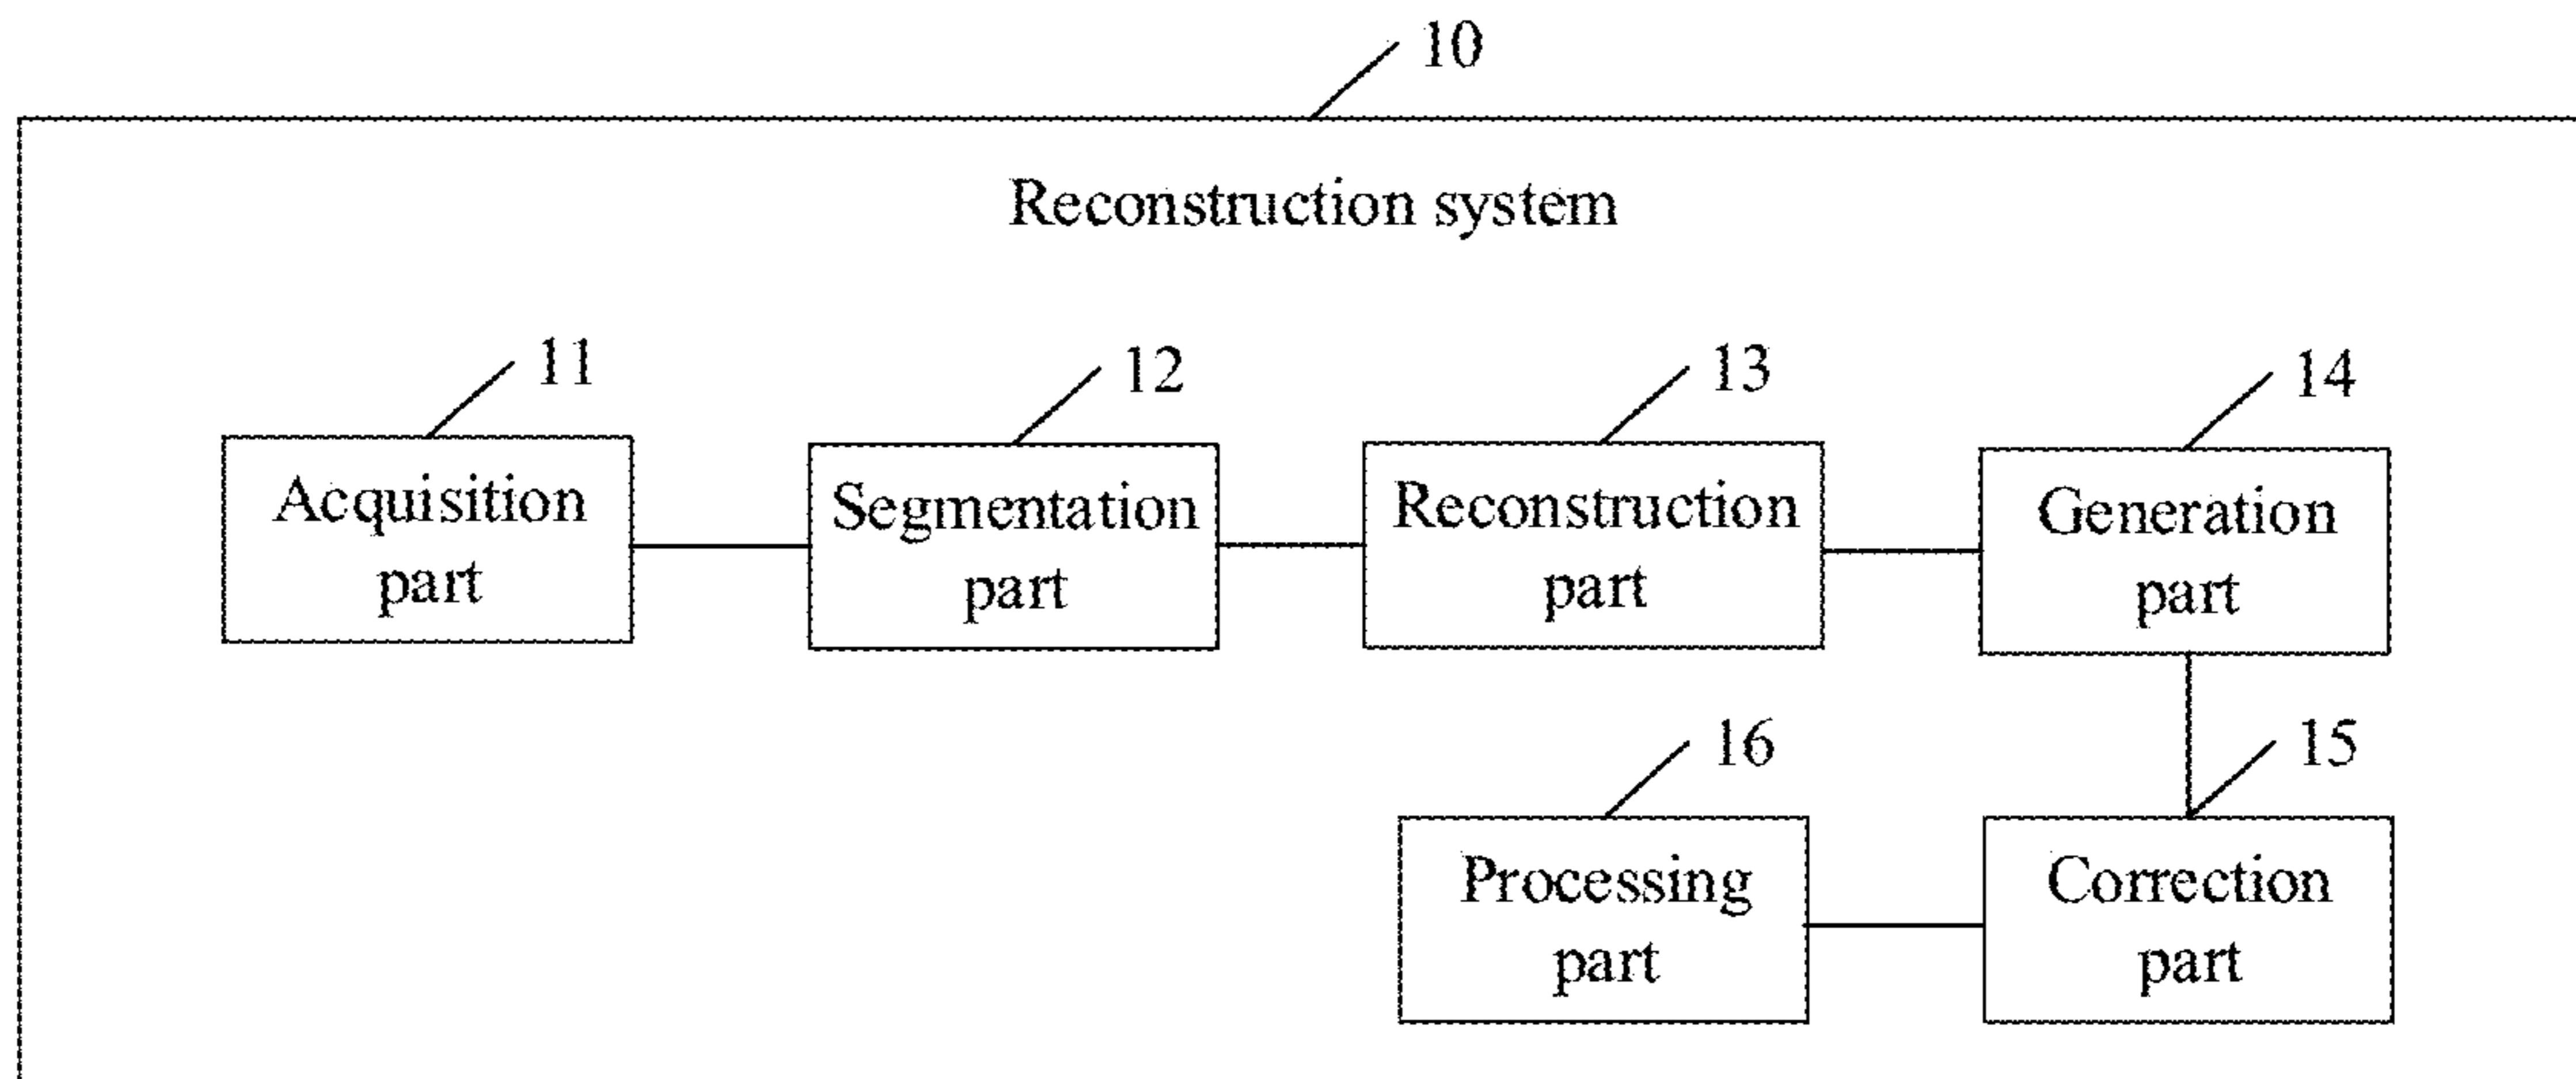 10
Reconstruction system
11
12
13
14
Acquisition
part
Segmentation
part
Reconstruction
part
Generation
part
16
15
Processing
part
Correction
part